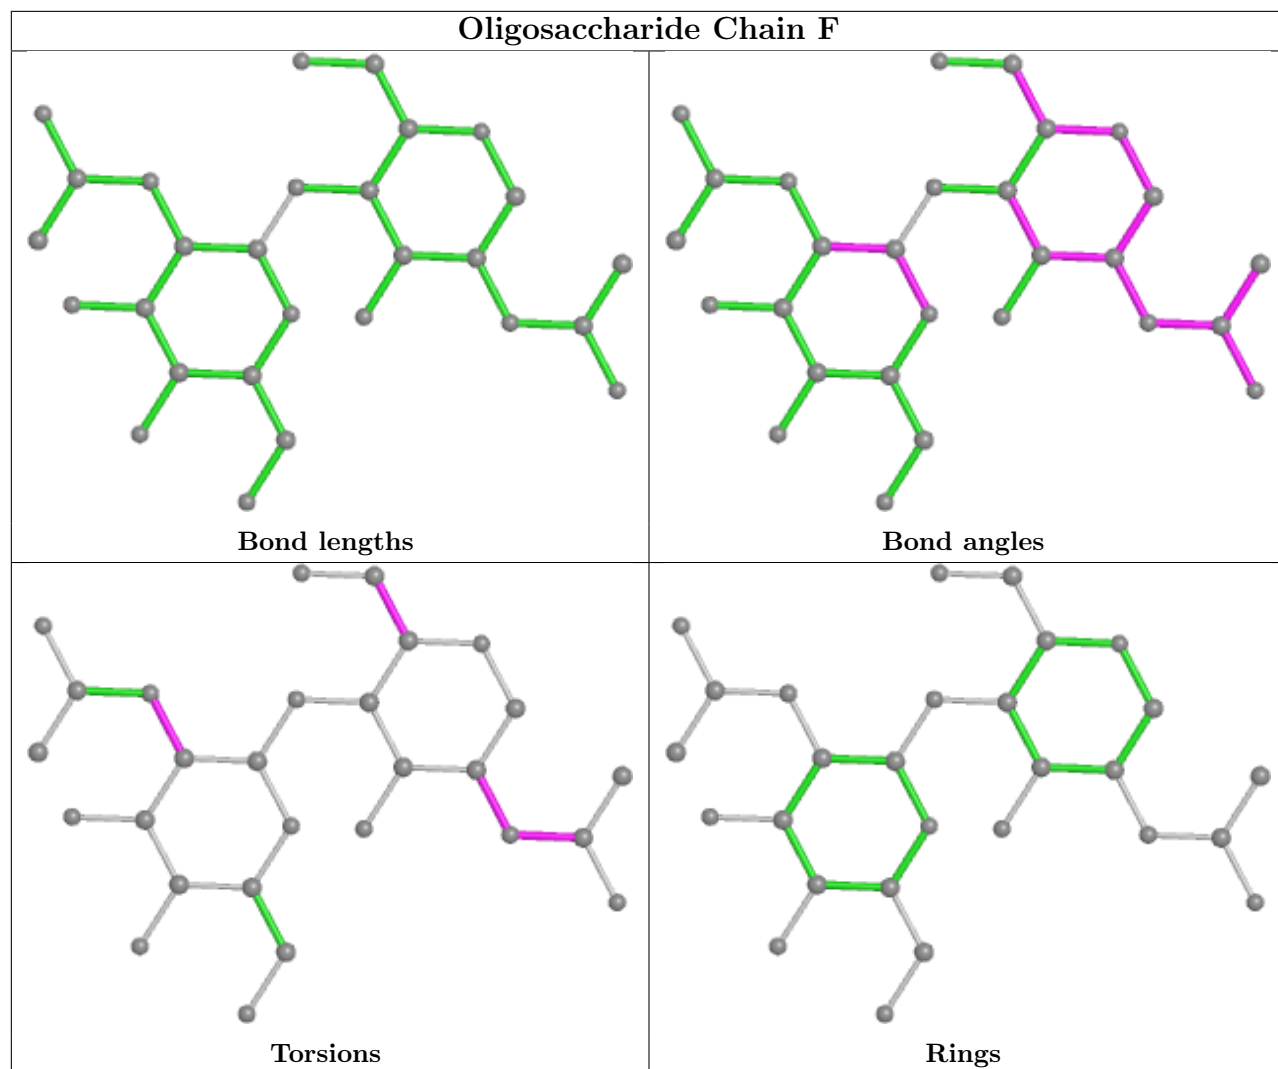 Oligosaccharide Chain F
Bond lengths
Bond angles
Torsions
Rings